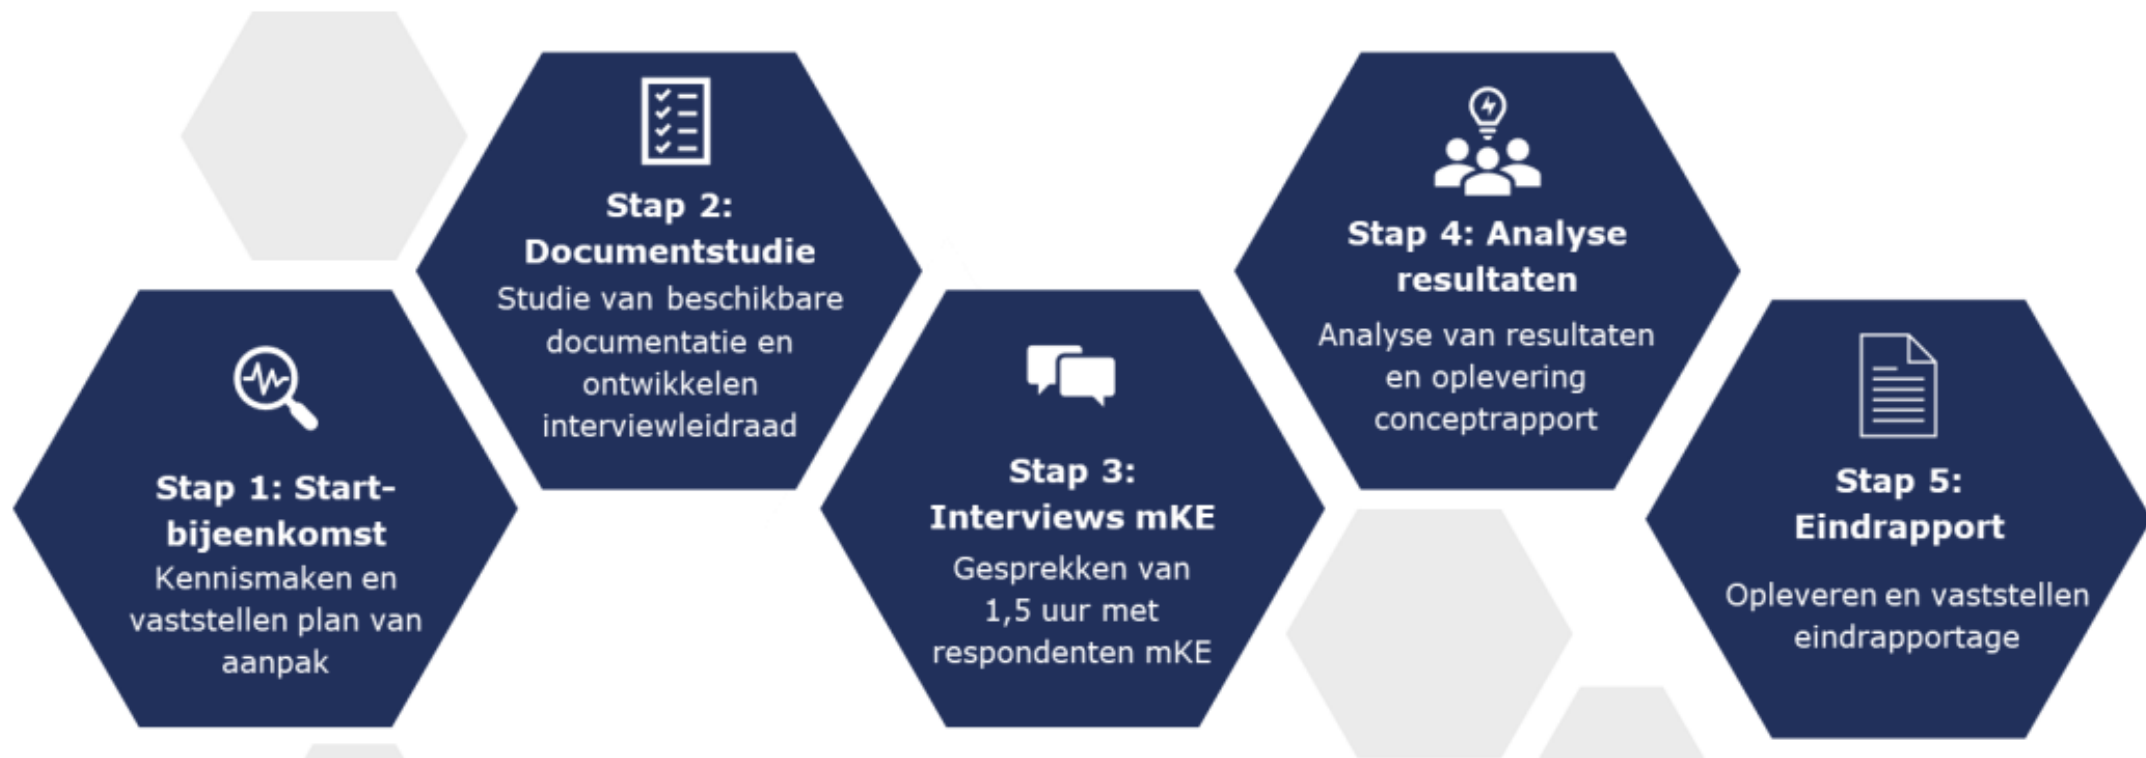 Stap 1: Start-
bijeenkomst
Kennismaken en
vaststellen plan van
aanpak
Stap 2:
Documentstudie
Studie van beschikbare
documentatie en
ontwikkelen
interviewleidraad
Stap 3:
Interviews mKE
Gesprekken van
1,5 uur met
respondenten mKE
Stap 4: Analyse
resultaten
Analyse van resultaten
en oplevering
conceptrapport
Stap 5:
Eindrapport
Opleveren en vaststellen
eindrapportage